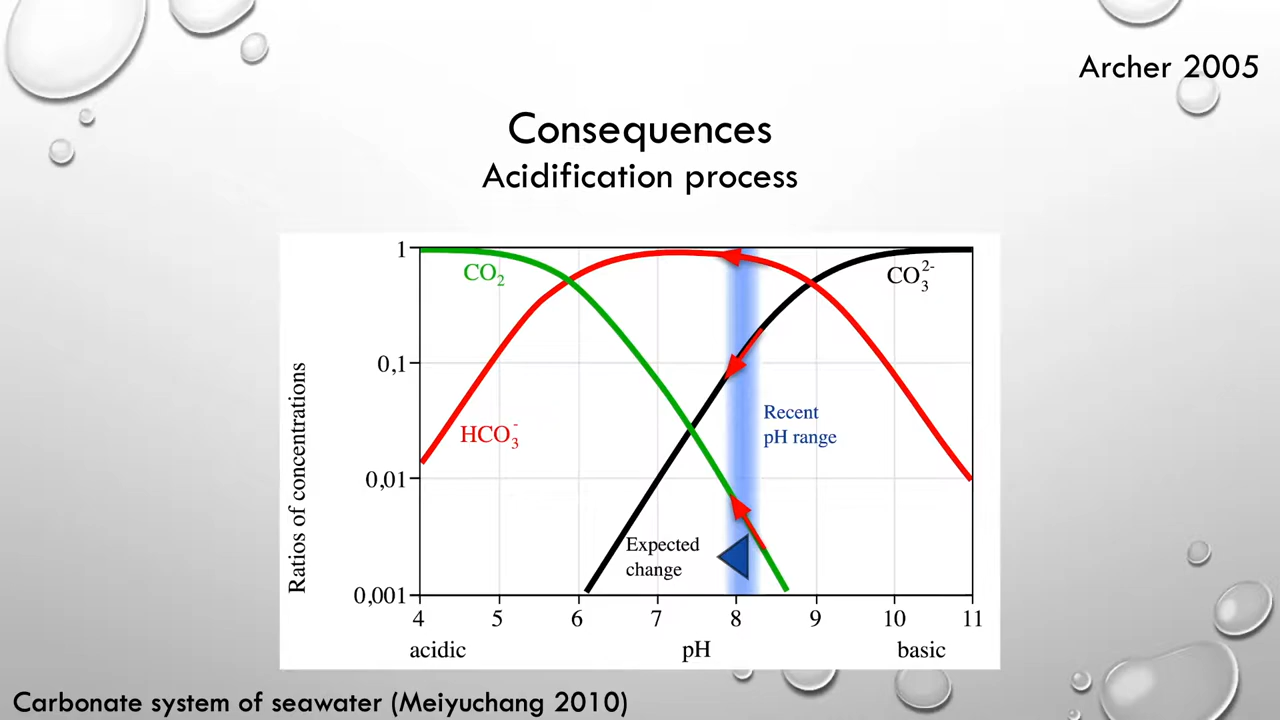 Archer 2005
Consequences
Acidification process
Ratios of concentrations
1
0,1
0,01
0,001
CO₂
HCO₃⁻
CO₃²⁻
Recent
pH range
Expected
change
4 5 6 7 8 9 10 11
acidic pH basic
Carbonate system of seawater (Meiyuchang 2010)